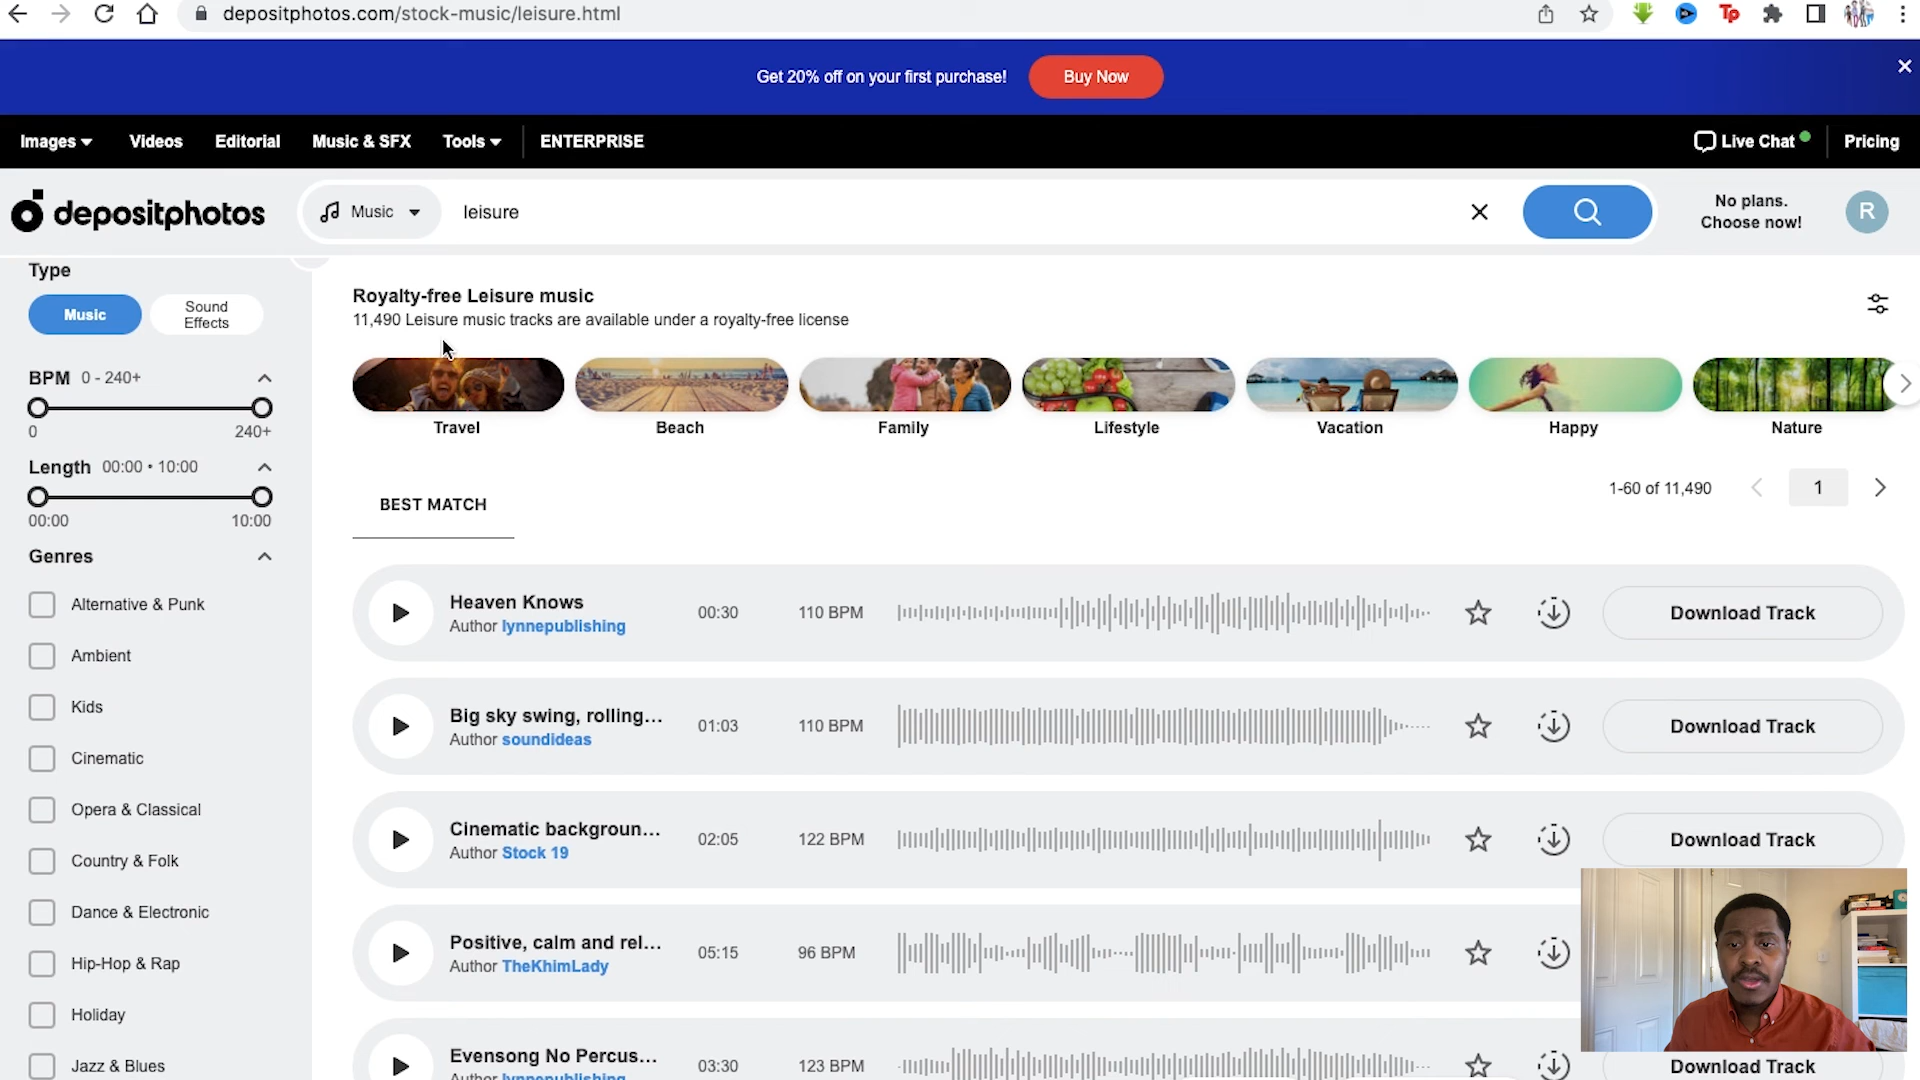 depositphotos.com/stock-music/leisure.html
Tp
Get 20% off on your first purchase!
Buy Now
Images
Videos
Editorial
Music & SFX
Tools
ENTERPRISE
Live Chat
Pricing
depositphotos
Music
leisure
No plans.
Choose now!
R
Type
Music
Sound
Effects
BPM 0 - 240+
0
240+
Length 00:00 • 10:00
00:00
10:00
Genres
Alternative & Punk
Ambient
Kids
Cinematic
Opera & Classical
Country & Folk
Dance & Electronic
Hip-Hop & Rap
Holiday
Jazz & Blues
Royalty-free Leisure music
11,490 Leisure music tracks are available under a royalty-free license
Travel
Beach
Family
Lifestyle
Vacation
Happy
Nature
BEST MATCH
1-60 of 11,490
1
Heaven Knows
Author lynnepublishing
00:30
110 BPM
Download Track
Big sky swing, rolling...
Author soundideas
01:03
110 BPM
Download Track
Cinematic backgroun...
Author Stock 19
02:05
122 BPM
Download Track
Positive, calm and rel...
Author TheKhimLady
05:15
96 BPM
Evensong No Percus...
Author lynnepublishing
03:30
123 BPM
Download Track